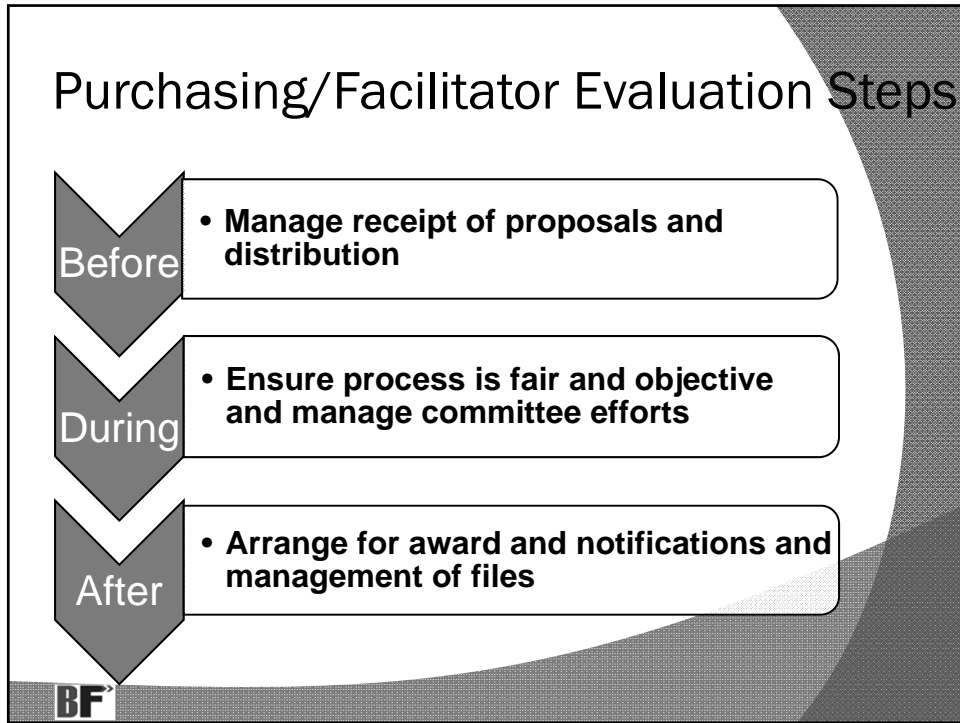 Purchasing/Facilitator Evaluation Steps
Before
• Manage receipt of proposals and
distribution
During
• Ensure process is fair and objective
and manage committee efforts
After
• Arrange for award and notifications and
management of files
BF